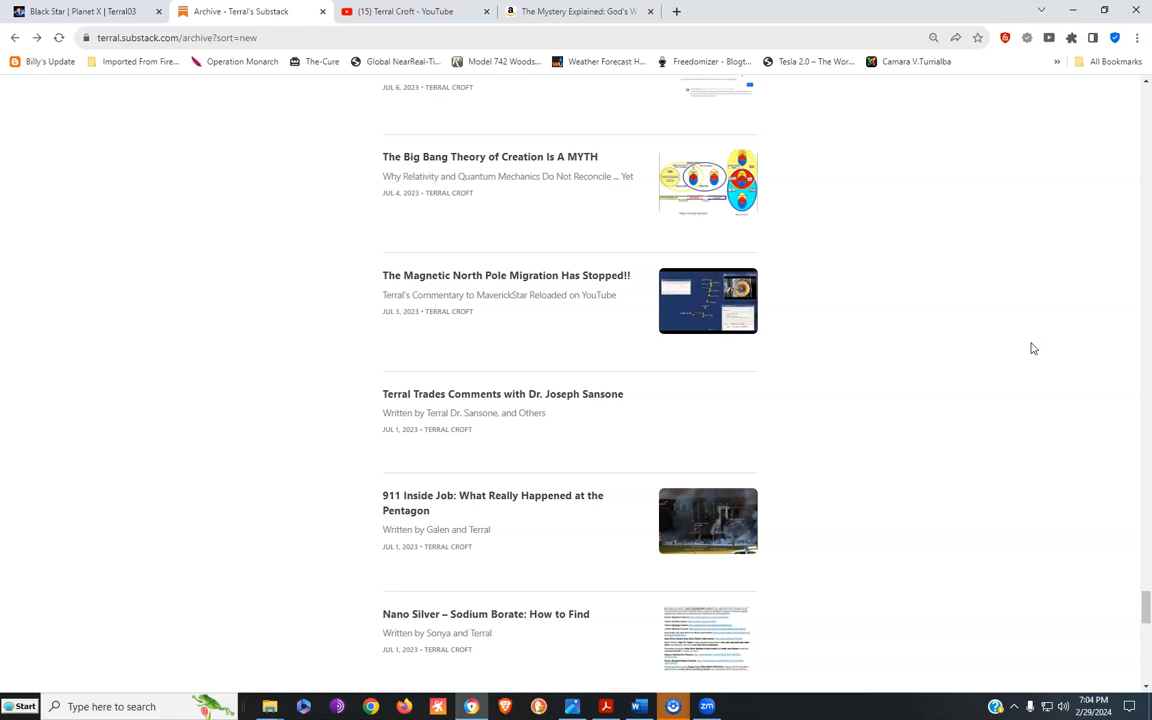 Black Star | Planet X | Terral03
Archive - Terral's Substack
(15) Terral Croft - YouTube
The Mystery Explained: God's W
terral.substack.com/archive?sort=new
Billy's Update
Imported From Fire...
Operation Monarch
The-Cure
Global NearReal-Ti...
Model 742 Woods...
Weather Forecast H...
Freedomizer - Blogt...
Tesla 2.0 – The Wor...
Camara V.Turrialba
»
All Bookmarks
JUL 6, 2023 • TERRAL CROFT
The Big Bang Theory of Creation Is A MYTH
Why Relativity and Quantum Mechanics Do Not Reconcile ... Yet
JUL 4, 2023 • TERRAL CROFT
The Magnetic North Pole Migration Has Stopped!!
Terral's Commentary to MaverickStar Reloaded on YouTube
JUL 3, 2023 • TERRAL CROFT
Terral Trades Comments with Dr. Joseph Sansone
Written by Terral Dr. Sansone, and Others
JUL 1, 2023 • TERRAL CROFT
911 Inside Job: What Really Happened at the
Pentagon
Written by Galen and Terral
JUL 1, 2023 • TERRAL CROFT
Nano Silver – Sodium Borate: How to Find
Written by Sonya and Terral
JUL 1, 2023 • TERRAL CROFT
Start
Type here to search
zm
7:04 PM
2/29/2024